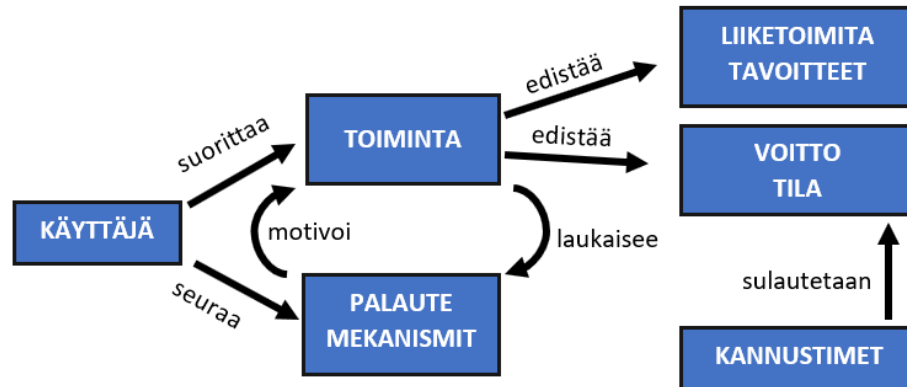 LIIKETOIMITA
TAVOITTEET
edistää
suorittaa
TOIMINTA
edistää
VOITTO
TILA
KÄYTTÄJÄ
motivoi
laukaisee
seuraa
PALAUTE
MEKANISMIT
sulautetaan
KANNUSTIMET